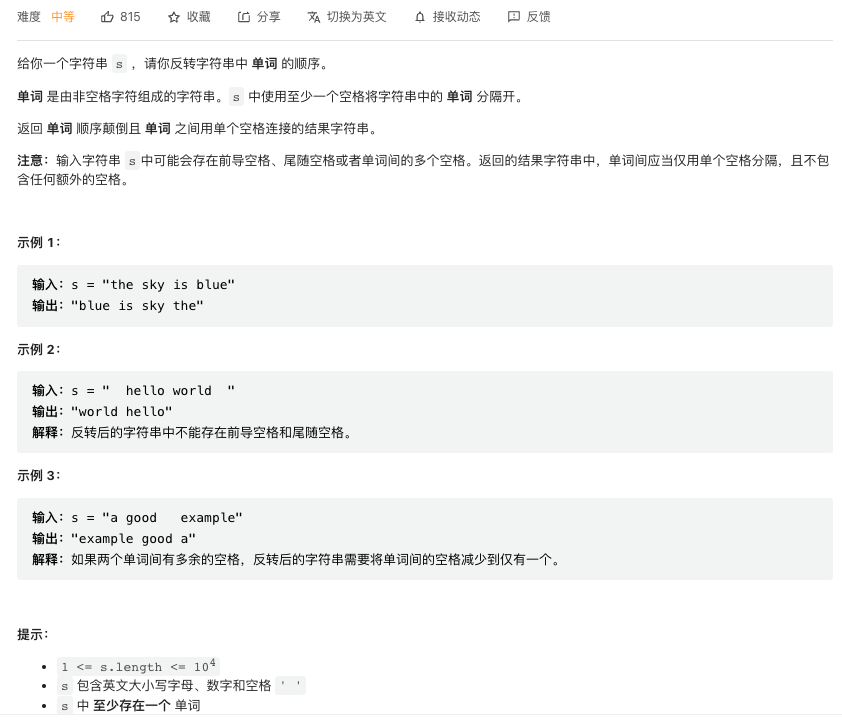 难度 中等 815 收藏 分享 切换为英文 接收动态 反馈
给你一个字符串 s ，请你反转字符串中 单词 的顺序。
单词 是由非空格字符组成的字符串。s 中使用至少一个空格将字符串中的 单词 分隔开。
返回 单词 顺序颠倒且 单词 之间用单个空格连接的结果字符串。
注意：输入字符串 s中可能会存在前导空格、尾随空格或者单词间的多个空格。返回的结果字符串中，单词间应当仅用单个空格分隔，且不包
含任何额外的空格。
示例 1：
输入：s = "the sky is blue"
输出："blue is sky the"
示例 2：
输入：s = "  hello world  "
输出："world hello"
解释：反转后的字符串中不能存在前导空格和尾随空格。
示例 3：
输入：s = "a good   example"
输出："example good a"
解释：如果两个单词间有多余的空格，反转后的字符串需要将单词间的空格减少到仅有一个。
提示：
• 1 <= s.length <= 10⁴
• s 包含英文大小写字母、数字和空格 ' '
• s 中 至少存在一个 单词